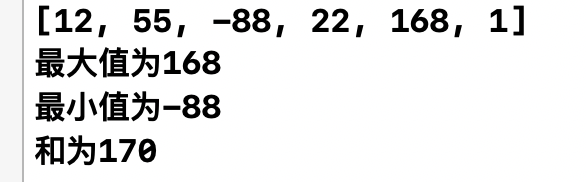 [12, 55, -88, 22, 168, 1]
最大值为168
最小值为-88
和为170